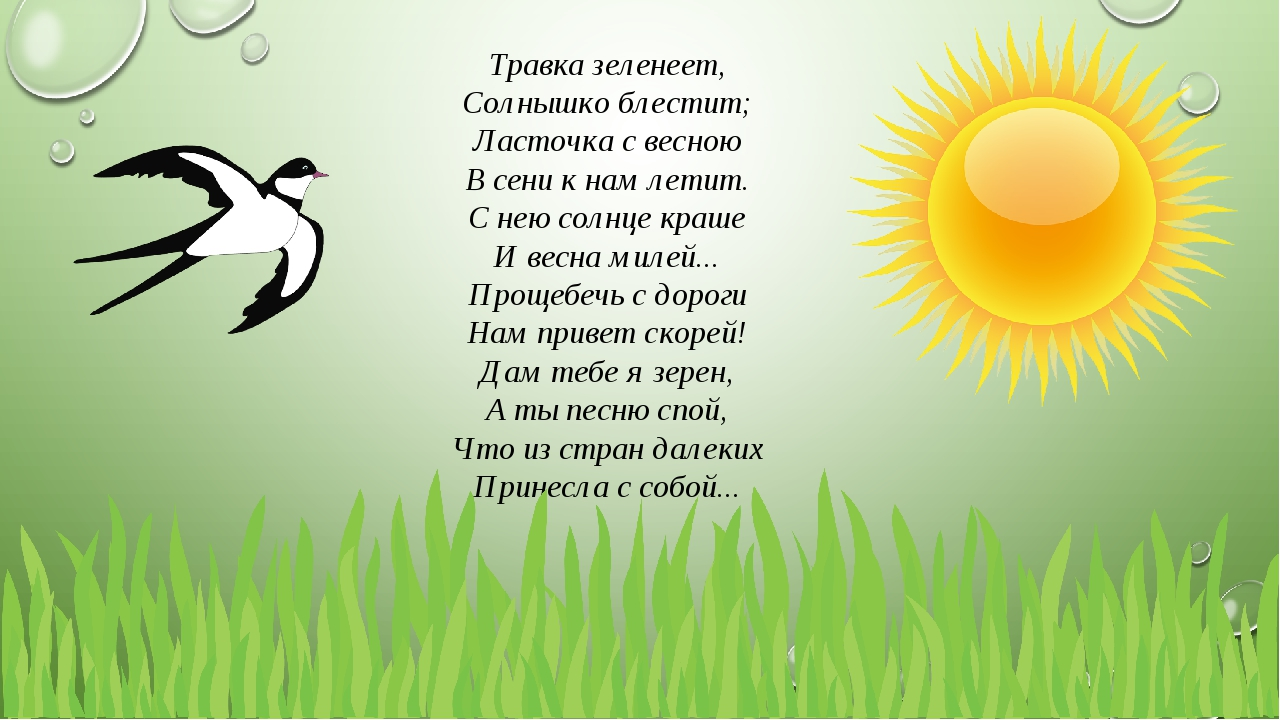 Травка зеленеет,
Солнышко блестит;
Ласточка с весною
В сени к нам летит.
С нею солнце краше
И весна милей...
Прощебечь с дороги
Нам привет скорей!
Дам тебе я зерен,
А ты песню спой,
Что из стран далеких
Принесла с собой...